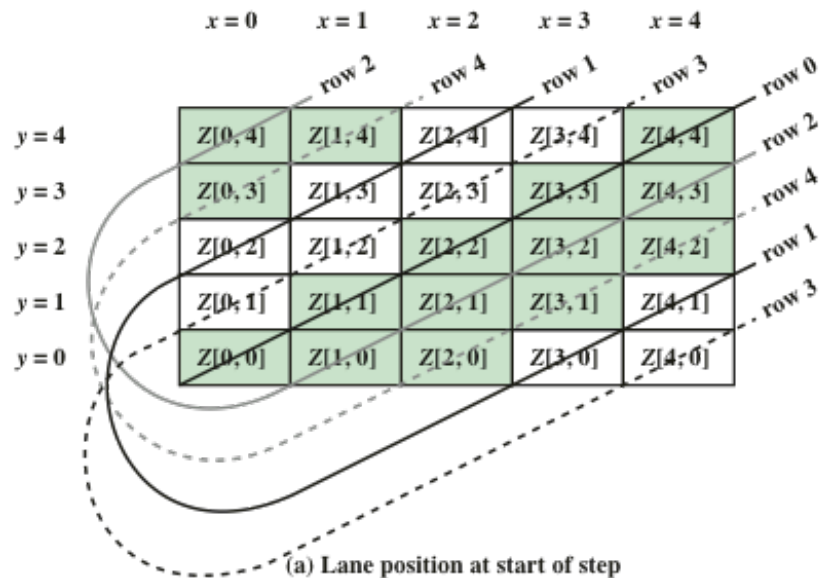 x = 0 x = 1 x = 2 x = 3 x = 4
row 2 row 4 row 1 row 3 row 0
y = 4 Z[0, 4] Z[1, 4] Z[2, 4] Z[3, 4] Z[4, 4]
row 2
y = 3 Z[0, 3] Z[1, 3] Z[2, 3] Z[3, 3] Z[4, 3]
row 4
y = 2 Z[0, 2] Z[1, 2] Z[2, 2] Z[3, 2] Z[4, 2]
row 1
y = 1 Z[0, 1] Z[1, 1] Z[2, 1] Z[3, 1] Z[4, 1]
row 3
y = 0 Z[0, 0] Z[1, 0] Z[2, 0] Z[3, 0] Z[4, 0]
(a) Lane position at start of step